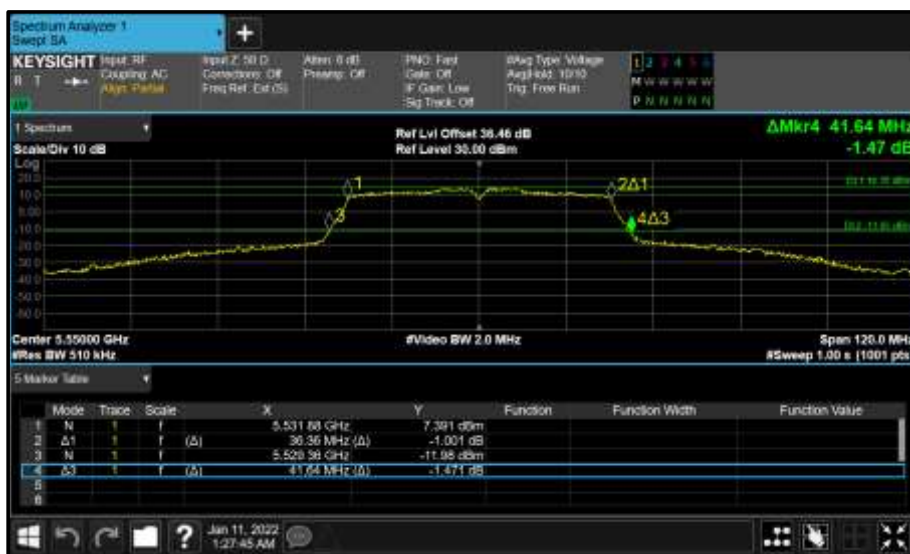 Spectrum Analyzer 1
Swept SA
+
KEYSIGHT Input: RF Input Z: 50 Ω Atten: 6 dB PNO: Fast #Avg Type: Voltage 1 2 3 4 5 6
R T Coupling: AC Corrections: Off Preamp: Off Gate: Off Avg|Hold: 10/10 M W W W W W
Align: Partial Freq Ref: Ext (S) IF Gain: Low Trig: Free Run P N N N N N
Sig Track: Off
1 Spectrum
Ref Lvl Offset 36.46 dB ΔMkr4 41.64 MHz
Scale/Div 10 dB Ref Level 30.00 dBm -1.47 dB
Log
20.0
10.0
0.00
-10.0
-20.0
-30.0
-40.0
-50.0
-60.0
1
2Δ1
3
4Δ3
Center 5.55000 GHz #Video BW 2.0 MHz Span 120.0 MHz
#Res BW 510 kHz #Sweep 1.00 s (1001 pts
5 Marker Table
Mode Trace Scale X Y Function Function Width Function Value
1 N 1 f 5.531 88 GHz 7.391 dBm
2 Δ1 1 f (Δ) 36.36 MHz (Δ) -1.001 dB
3 N 1 f 5.529 36 GHz -11.98 dBm
4 Δ3 1 f (Δ) 41.64 MHz (Δ) -1.471 dB
5
6
? Jan 11, 2022
1:27:45 AM